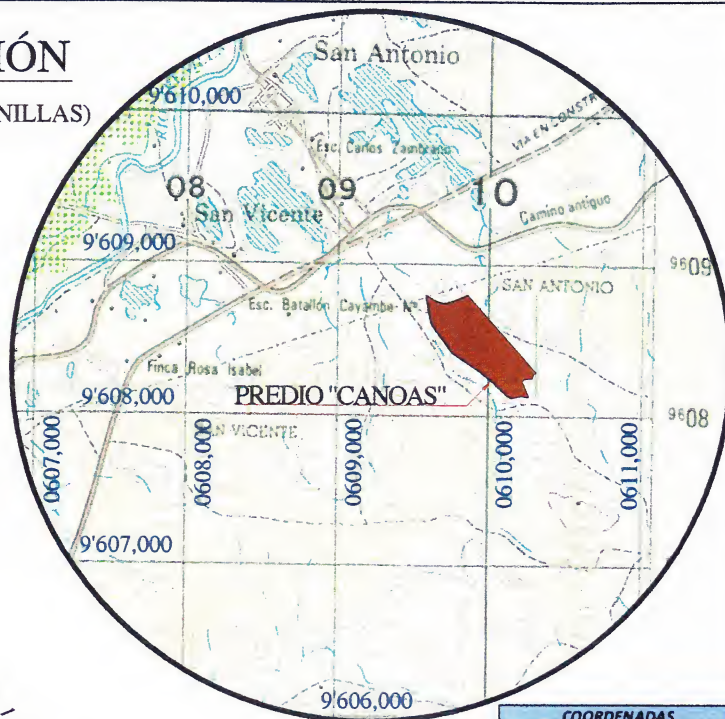 IÓN
NILLAS)
San Antonio
9'610,000
Esc. Carlos Zambrano
VIA EN CONSTR
08
09
10
San Vicente
Camino antiguo
9'609,000
9609
SAN ANTONIO
Esc. Batallón Cayambe Nº
Finca Rosa Isabel
9'608,000
PREDIO "CANOAS"
9608
N VICENTE
0607,000
0608,000
0609,000
0610,000
0611,000
9'607,000
9'606,000
COORDENADAS